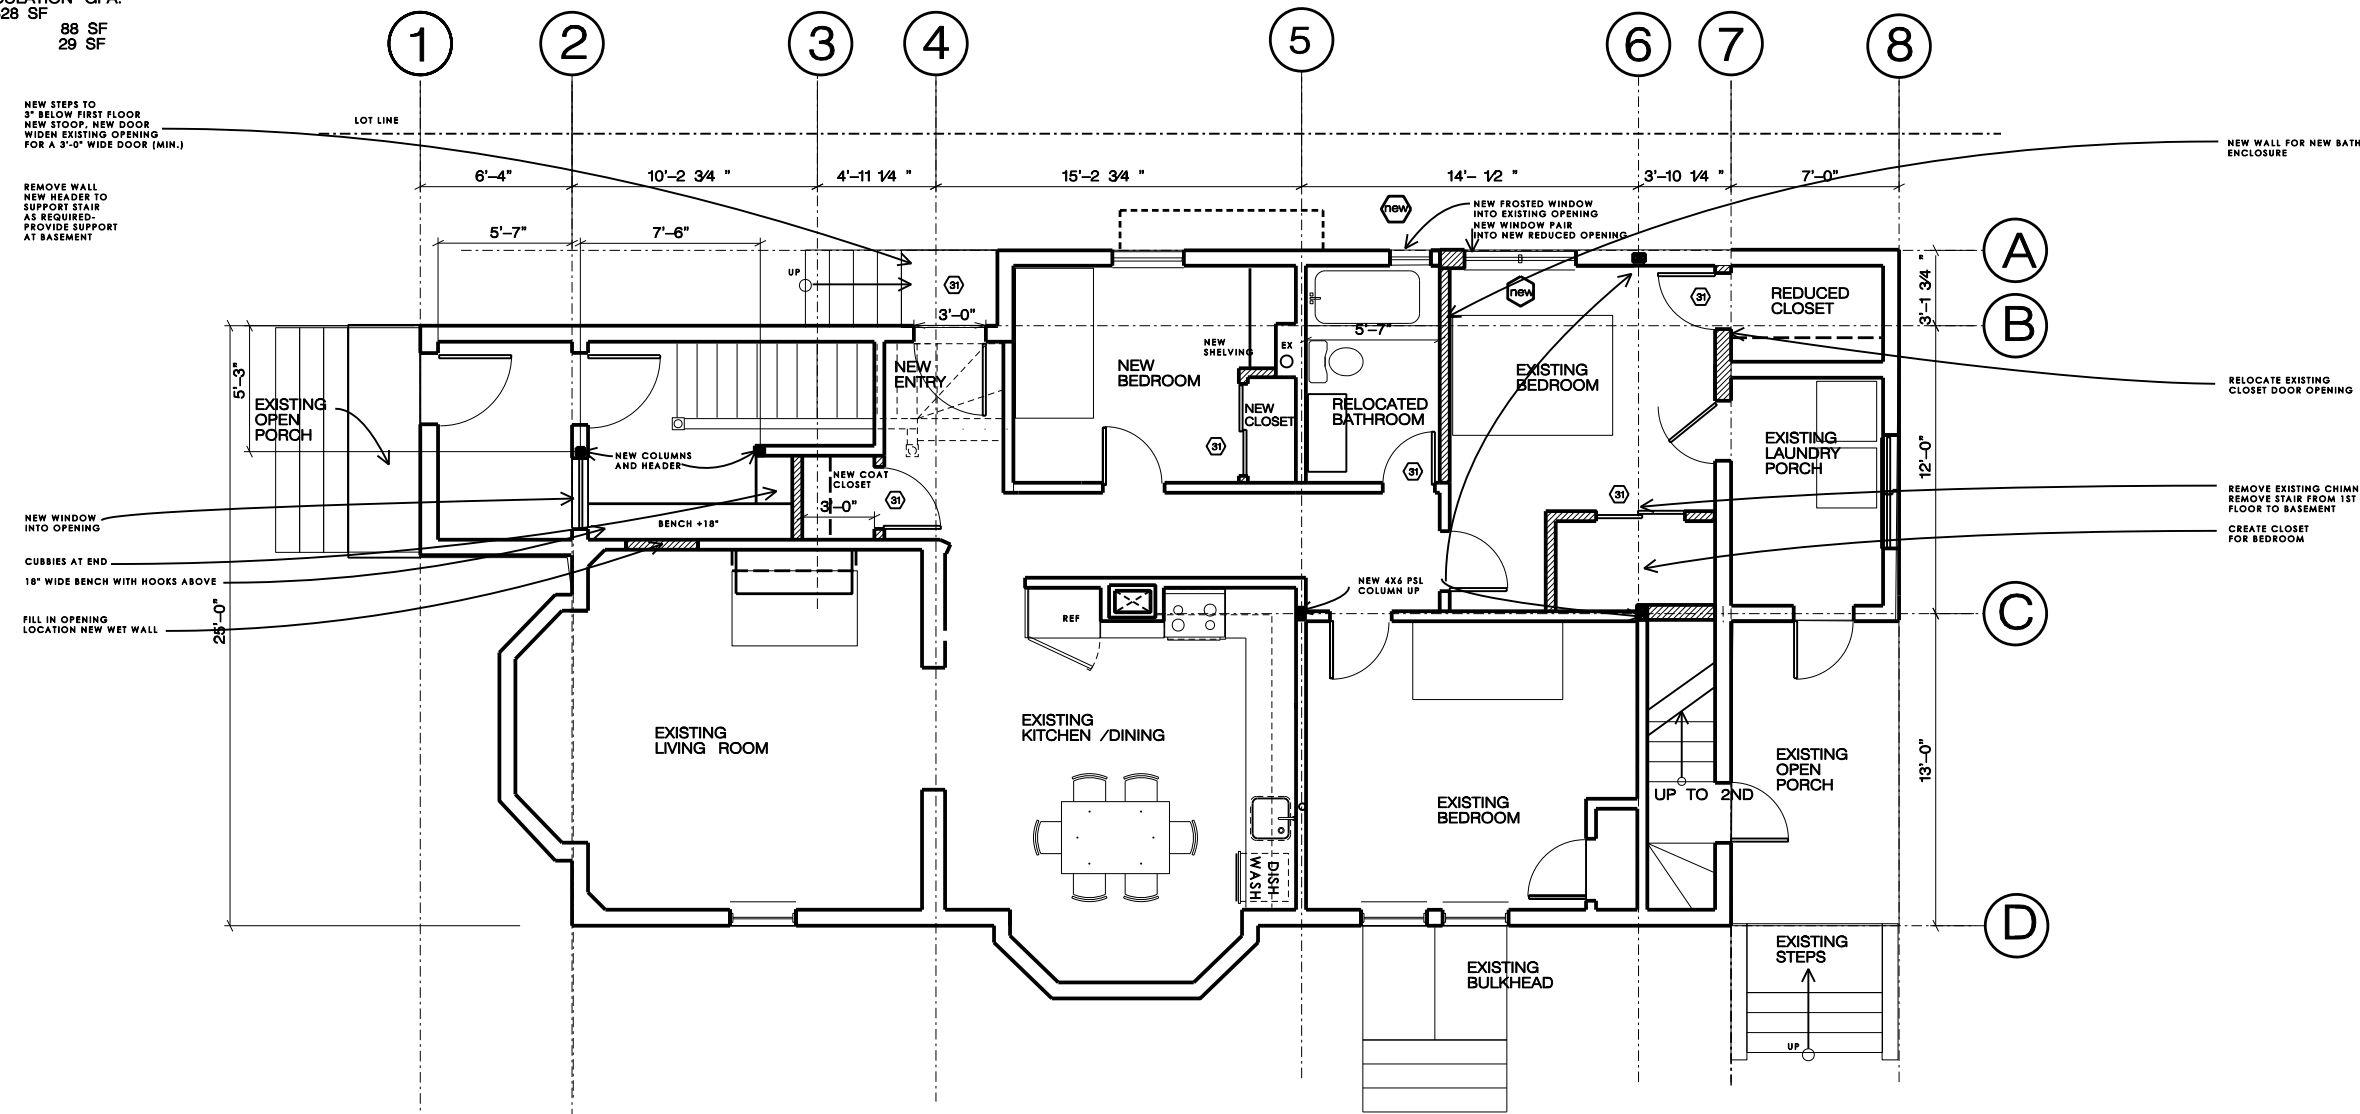 28 SF
88 SF
29 SF
1
2
3
4
5
6
7
8
NEW STEPS TO
3" BELOW FIRST FLOOR
NEW STOOP, NEW DOOR
WIDEN EXISTING OPENING
FOR A 3'-0" WIDE DOOR (MIN.)
LOT LINE
NEW WALL FOR NEW BATH
ENCLOSURE
6'-4"
10'-2 3/4 "
4'-11 1/4 "
15'-2 3/4 "
14'- 1/2 "
3'-10 1/4 "
7'-0"
REMOVE WALL
NEW HEADER TO
SUPPORT STAIR
AS REQUIRED-
PROVIDE SUPPORT
AT BASEMENT
5'-7"
7'-6"
new
NEW FROSTED WINDOW
INTO EXISTING OPENING
NEW WINDOW PAIR
INTO NEW REDUCED OPENING
A
UP
31
3'-0"
new
31
REDUCED
CLOSET
3'-1 3/4 "
B
5'-7"
EX
NEW
SHELVING
5'-3"
NEW
ENTRY
NEW
BEDROOM
EXISTING
BEDROOM
RELOCATE EXISTING
CLOSET DOOR OPENING
EXISTING
OPEN
PORCH
NEW
CLOSET
RELOCATED
BATHROOM
EXISTING
LAUNDRY
PORCH
12'-0"
31
31
NEW COLUMNS
AND HEADER
NEW COAT
CLOSET
31
3'-0"
31
REMOVE EXISTING CHIMN
REMOVE STAIR FROM 1ST
FLOOR TO BASEMENT
NEW WINDOW
INTO OPENING
BENCH +18"
CREATE CLOSET
FOR BEDROOM
CUBBIES AT END
18" WIDE BENCH WITH HOOKS ABOVE
NEW 4X6 PSL
COLUMN UP
FILL IN OPENING
LOCATION NEW WET WALL
25'-0"
REF
C
EXISTING
LIVING ROOM
EXISTING
KITCHEN /DINING
EXISTING
BEDROOM
UP TO 2ND
EXISTING
OPEN
PORCH
13'-0"
DISH
WASH
D
EXISTING
BULKHEAD
EXISTING
STEPS
UP